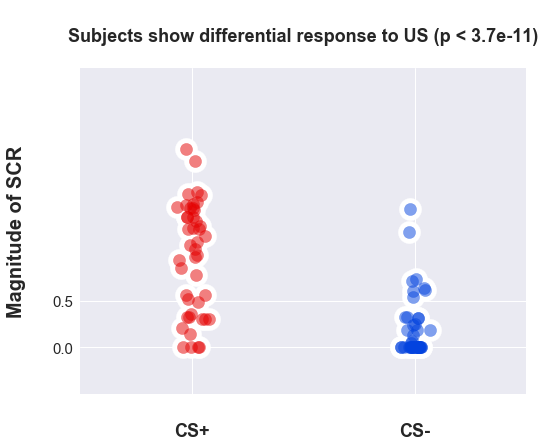 Subjects show differential response to US (p < 3.7e-11)
Magnitude of SCR
0.5
0.0
CS+
CS-